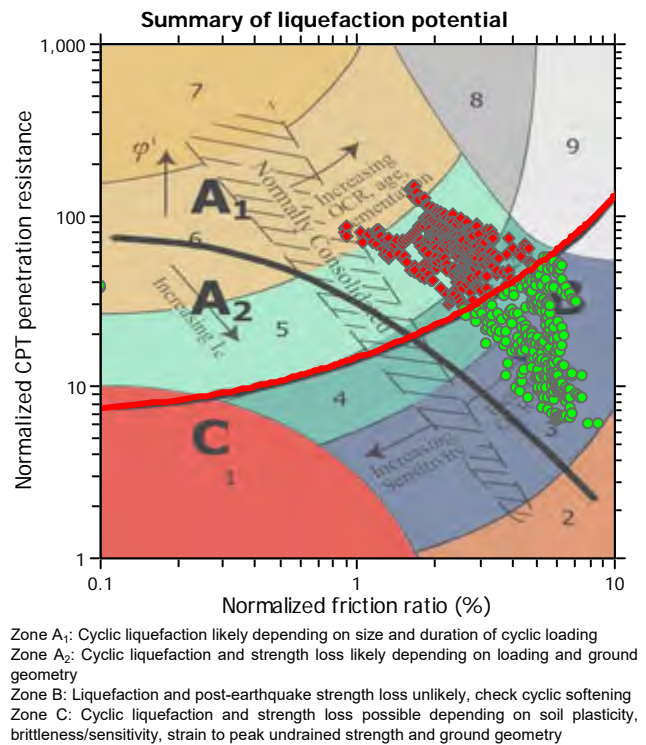 Summary of liquefaction potential
1,000
100
10
1
0.1
1
10
Normalized CPT penetration resistance
Normalized friction ratio (%)
7
8
9
φ'
Increasing
OCR, age,
Normally Consolidated
A1
6
A2
Increasing Ic
5
B
4
C
1
3
Increasing
Sensitivity
2
Zone A1: Cyclic liquefaction likely depending on size and duration of cyclic loading
Zone A2: Cyclic liquefaction and strength loss likely depending on loading and ground
geometry
Zone B: Liquefaction and post-earthquake strength loss unlikely, check cyclic softening
Zone C: Cyclic liquefaction and strength loss possible depending on soil plasticity,
brittleness/sensitivity, strain to peak undrained strength and ground geometry